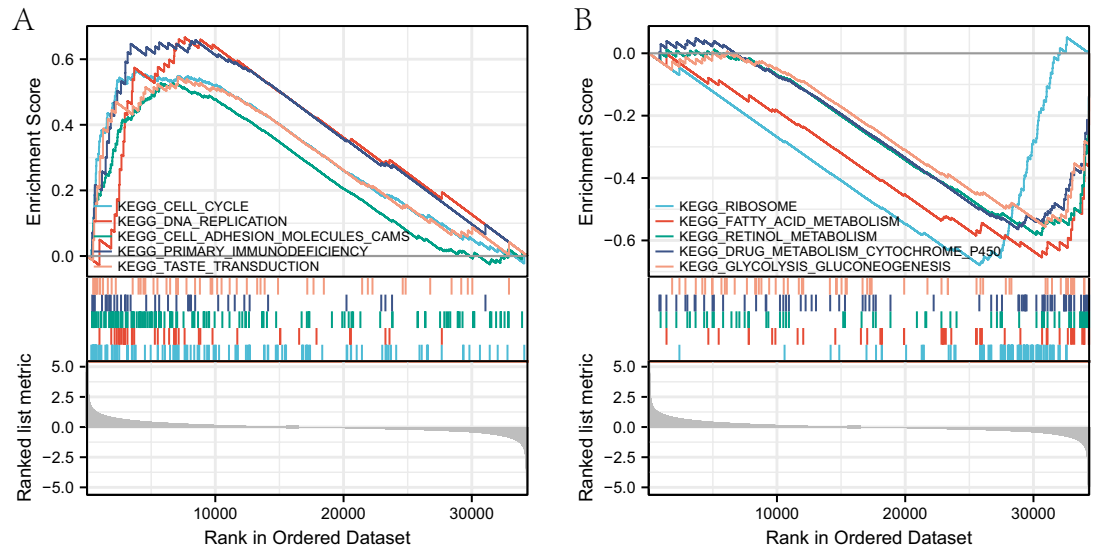 A
Enrichment Score
0.6
0.4
0.2
0.0
KEGG_CELL_CYCLE
KEGG_DNA_REPLICATION
KEGG_CELL_ADHESION_MOLECULES_CAMS
KEGG_PRIMARY_IMMUNODEFICIENCY
KEGG_TASTE_TRANSDUCTION
Ranked list metric
5.0
2.5
0.0
−2.5
−5.0
10000 20000 30000
Rank in Ordered Dataset
B
Enrichment Score
0.0
−0.2
−0.4
−0.6
KEGG_RIBOSOME
KEGG_FATTY_ACID_METABOLISM
KEGG_RETINOL_METABOLISM
KEGG_DRUG_METABOLISM_CYTOCHROME_P450
KEGG_GLYCOLYSIS_GLUCONEOGENESIS
Ranked list metric
5.0
2.5
0.0
−2.5
−5.0
10000 20000 30000
Rank in Ordered Dataset